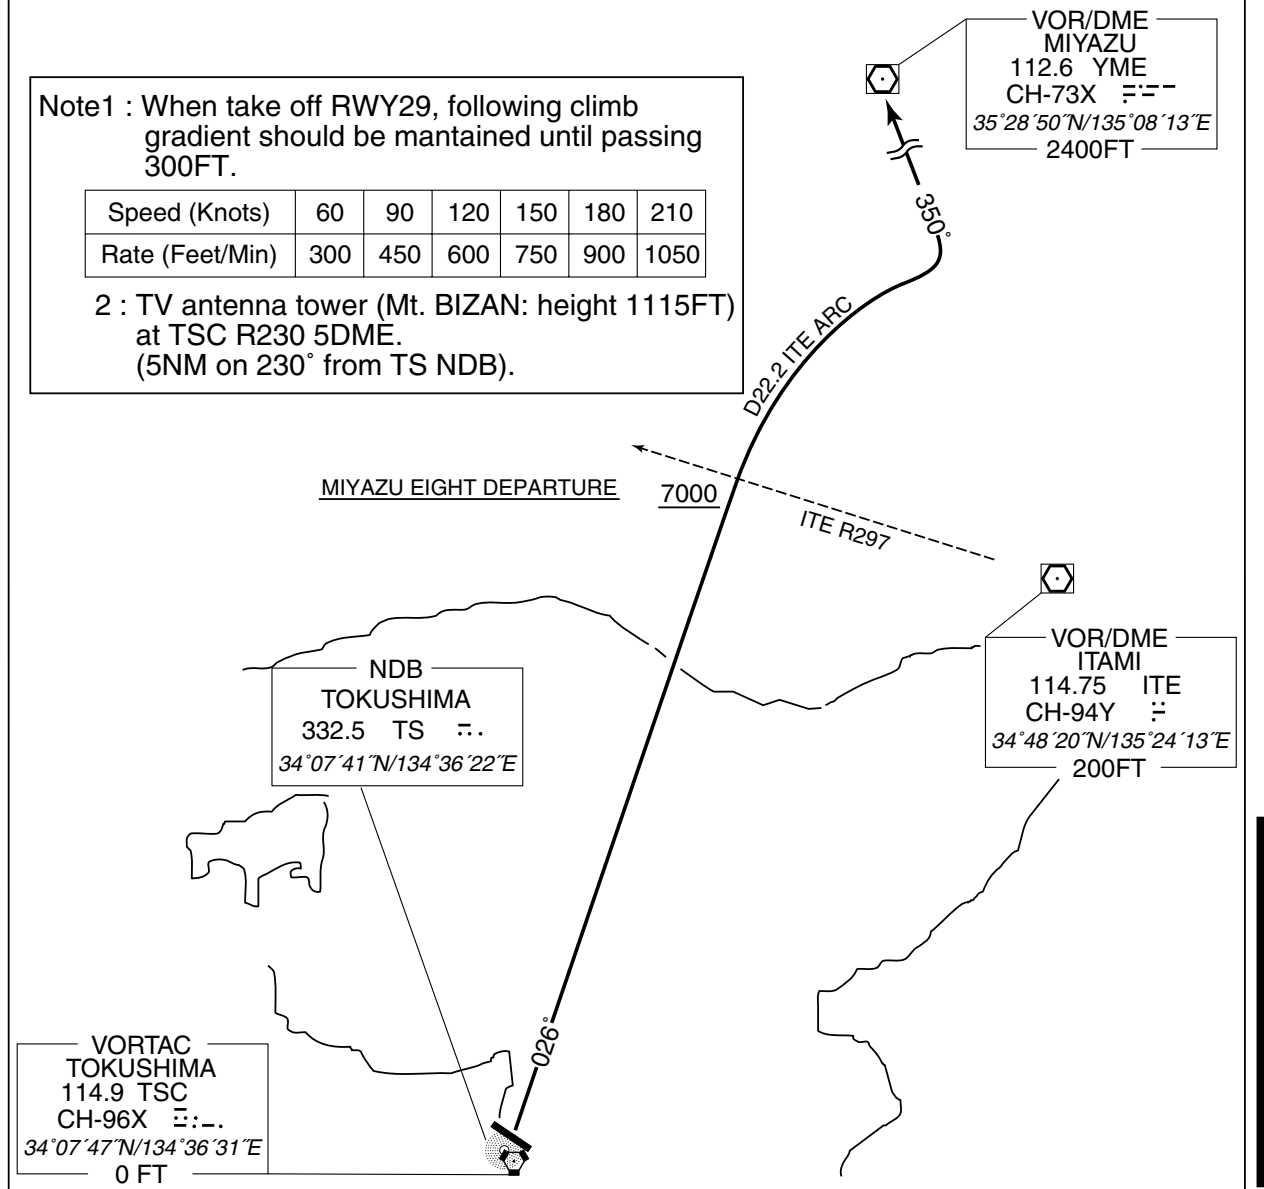 VOR/DME
MIYAZU
112.6 YME
CH-73X
35°28´50˝N/135°08´13˝E
2400FT
Note1 : When take off RWY29, following climb
gradient should be mantained until passing
300FT.
Speed (Knots) 60 90 120 150 180 210
Rate (Feet/Min) 300 450 600 750 900 1050
2 : TV antenna tower (Mt. BIZAN: height 1115FT)
at TSC R230 5DME.
(5NM on 230˚ from TS NDB).
350˚
D22.2 ITE ARC
MIYAZU EIGHT DEPARTURE
7000
ITE R297
VOR/DME
ITAMI
114.75 ITE
CH-94Y
34°48´20˝N/135°24´13˝E
200FT
NDB
TOKUSHIMA
332.5 TS
34°07´41˝N/134°36´22˝E
026˚
VORTAC
TOKUSHIMA
114.9 TSC
CH-96X
34°07´47˝N/134°36´31˝E
0 FT